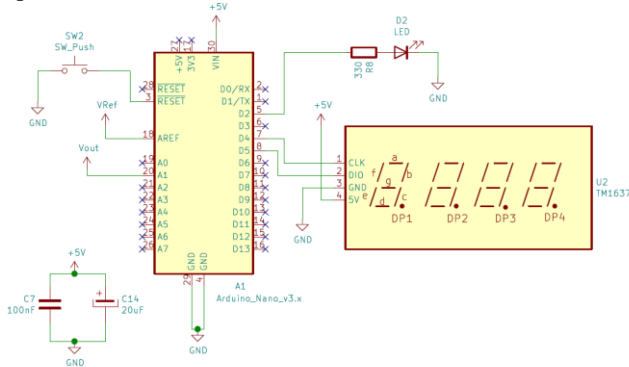 +5V
SW2
SW_Push
GND
VRef
Vout
27
+5V
17
3V3
30
VIN
28
RESET
3
RESET
18
AREF
19
A0
20
A1
21
A2
22
A3
23
A4
24
A5
25
A6
26
A7
D0/RX
2
D1/TX
1
D2
5
D3
6
D4
7
D5
8
D6
9
D7
10
D8
11
D9
12
D10
13
D11
14
D12
15
D13
16
GND
29
GND
4
A1
Arduino_Nano_v3.x
GND
330
R8
D2
LED
GND
+5V
1
CLK
2
DIO
3
GND
4
5V
a
f
b
g
e
c
d
DP1
DP2
DP3
DP4
U2
TM1637
GND
+5V
C7
100nF
+
C14
20uF
GND